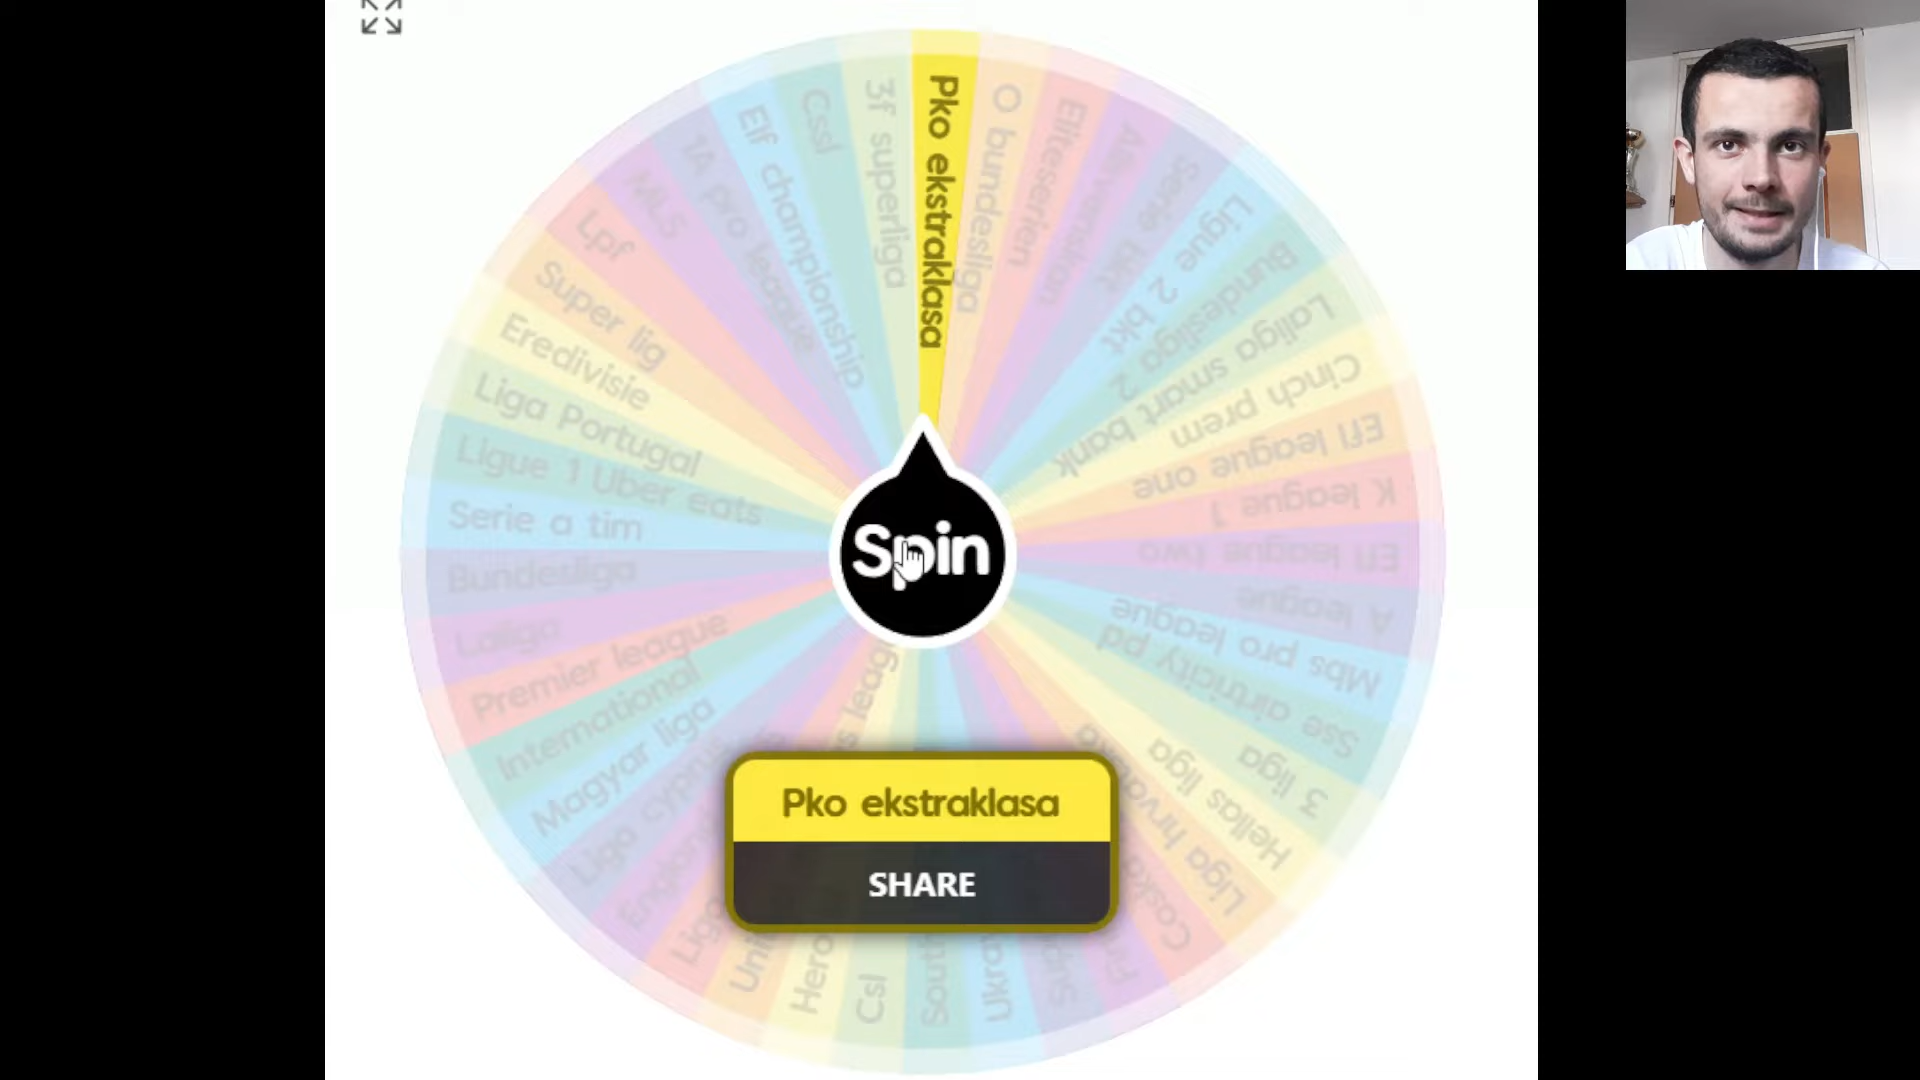 Pko ekstraklasa
O bundesliga
Eliteserien
Allsvenskan
Serie bkt
Ligue 2 bkt
Bundesliga 2
Laliga smart bank
Cinch prem
Efl league one
K league 1
Efl league two
A league
Mbs pro league
Sse airtricity pd
3 liga
Hellas liga
Liga hrvatska
Csl
Hero
Magyar liga
International
Premier league
Laliga
Bundesliga
Serie a tim
Ligue 1 Uber eats
Liga Portugal
Eredivisie
Super lig
Lpf
MLS
1A pro league
Elf championship
Cssl
3f superliga
Spin
Pko ekstraklasa
SHARE